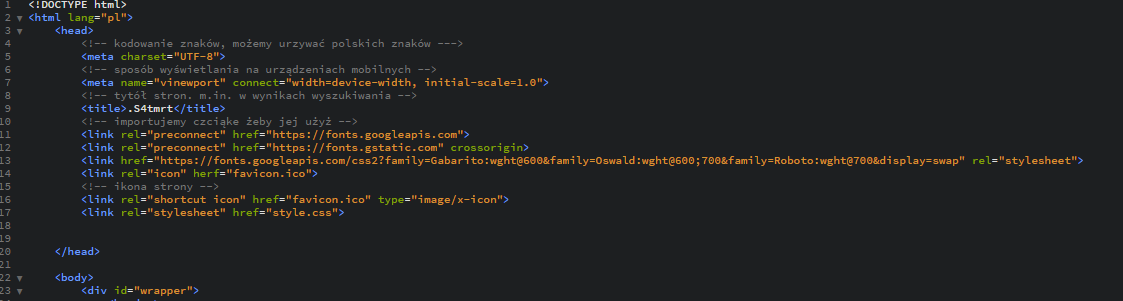 1 <!DOCTYPE html>
2 ▼ <html lang="pl">
3 ▼ <head>
4 <!-- kodowanie znaków, możemy urzywać polskich znaków --->
5 <meta charset="UTF-8">
6 <!-- sposób wyświetlania na urządzeniach mobilnych -->
7 <meta name="vinewport" connect="width=device-width, initial-scale=1.0">
8 <!-- tytół stron. m.in. w wynikach wyszukiwania -->
9 <title>.S4tmrt</title>
10 <!-- importujemy czciąke żeby jej użyż -->
11 <link rel="preconnect" href="https://fonts.googleapis.com">
12 <link rel="preconnect" href="https://fonts.gstatic.com" crossorigin>
13 <link href="https://fonts.googleapis.com/css2?family=Gabarito:wght@600&family=Oswald:wght@600;700&family=Roboto:wght@700&display=swap" rel="stylesheet">
14 <link rel="icon" herf="favicon.ico">
15 <!-- ikona strony -->
16 <link rel="shortcut icon" href="favicon.ico" type="image/x-icon">
17 <link rel="stylesheet" href="style.css">
18
19
20 </head>
21
22 ▼ <body>
23 ▼ <div id="wrapper">